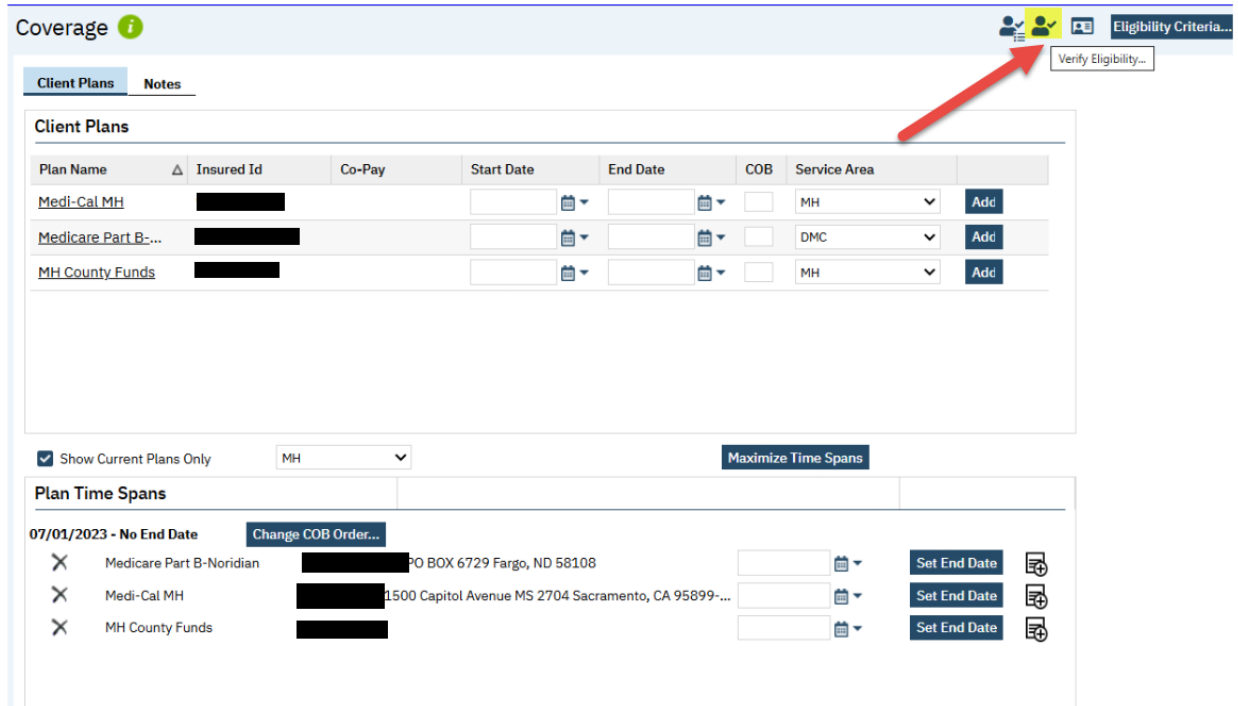 Coverage i Eligibility Criteria...
Verify Eligibility...
Client Plans Notes
Client Plans
Plan Name Insured Id Co-Pay Start Date End Date COB Service Area
Medi-Cal MH MH Add
Medicare Part B-... DMC Add
MH County Funds MH Add
Show Current Plans Only MH Maximize Time Spans
Plan Time Spans
07/01/2023 - No End Date Change COB Order...
Medicare Part B-Noridian PO BOX 6729 Fargo, ND 58108 Set End Date
Medi-Cal MH 1500 Capitol Avenue MS 2704 Sacramento, CA 95899-... Set End Date
MH County Funds Set End Date